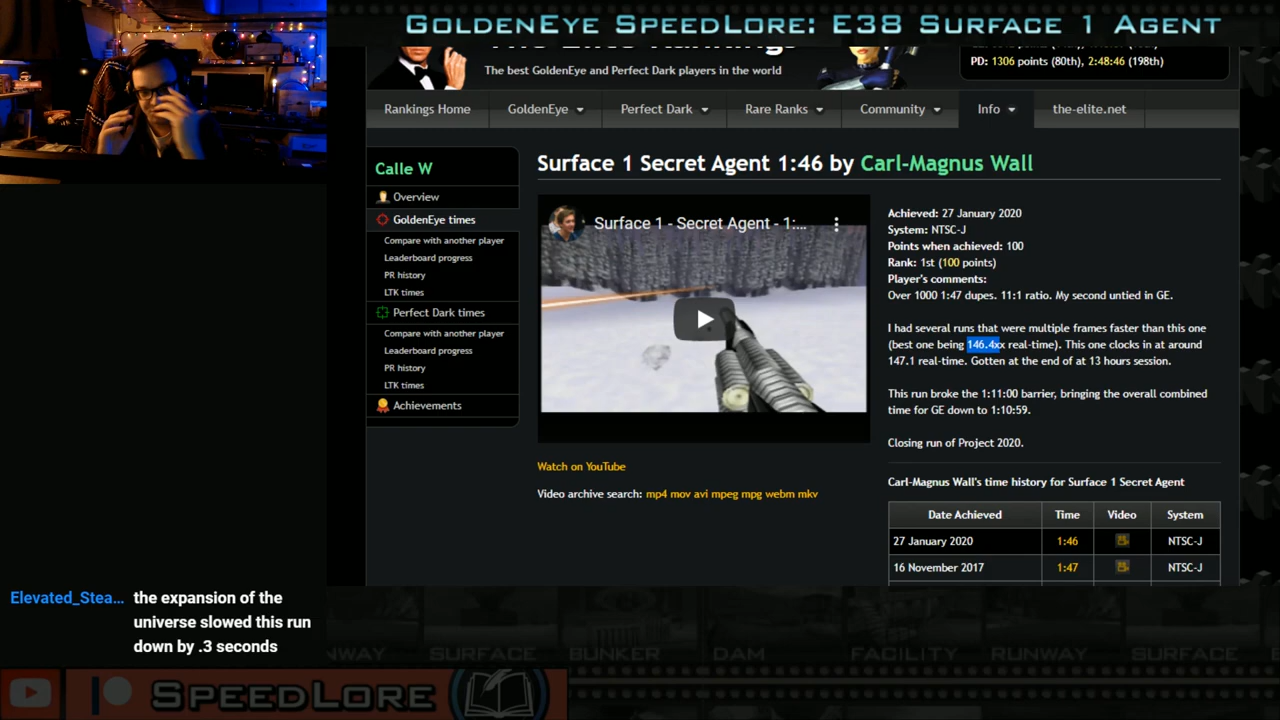 GoldenEye SpeedLore: E38 Surface 1 Agent
The best GoldenEye and Perfect Dark players in the world
PD: 1306 points (80th), 2:48:46 (198th)
Rankings Home
GoldenEye
Perfect Dark
Rare Ranks
Community
Info
the-elite.net
Calle W
Overview
GoldenEye times
Compare with another player
Leaderboard progress
PR history
LTK times
Perfect Dark times
Compare with another player
Leaderboard progress
PR history
LTK times
Achievements
Surface 1 Secret Agent 1:46 by Carl-Magnus Wall
Surface 1 - Secret Agent - 1:...
Watch on YouTube
Video archive search: mp4 mov avi mpeg mpg webm mkv
Achieved: 27 January 2020
System: NTSC-J
Points when achieved: 100
Rank: 1st (100 points)
Player's comments:
Over 1000 1:47 dupes. 11:1 ratio. My second untied in GE.
I had several runs that were multiple frames faster than this one
(best one being 146.4xx real-time). This one clocks in at around
147.1 real-time. Gotten at the end of at 13 hours session.
This run broke the 1:11:00 barrier, bringing the overall combined
time for GE down to 1:10:59.
Closing run of Project 2020.
Carl-Magnus Wall's time history for Surface 1 Secret Agent
Date Achieved Time Video System
27 January 2020 1:46 NTSC-J
16 November 2017 1:47 NTSC-J
Elevated_Stea... the expansion of the
universe slowed this run
down by .3 seconds
SURFACE BUNKER DAM FACILITY RUNWAY SURFACE
SpeedLore